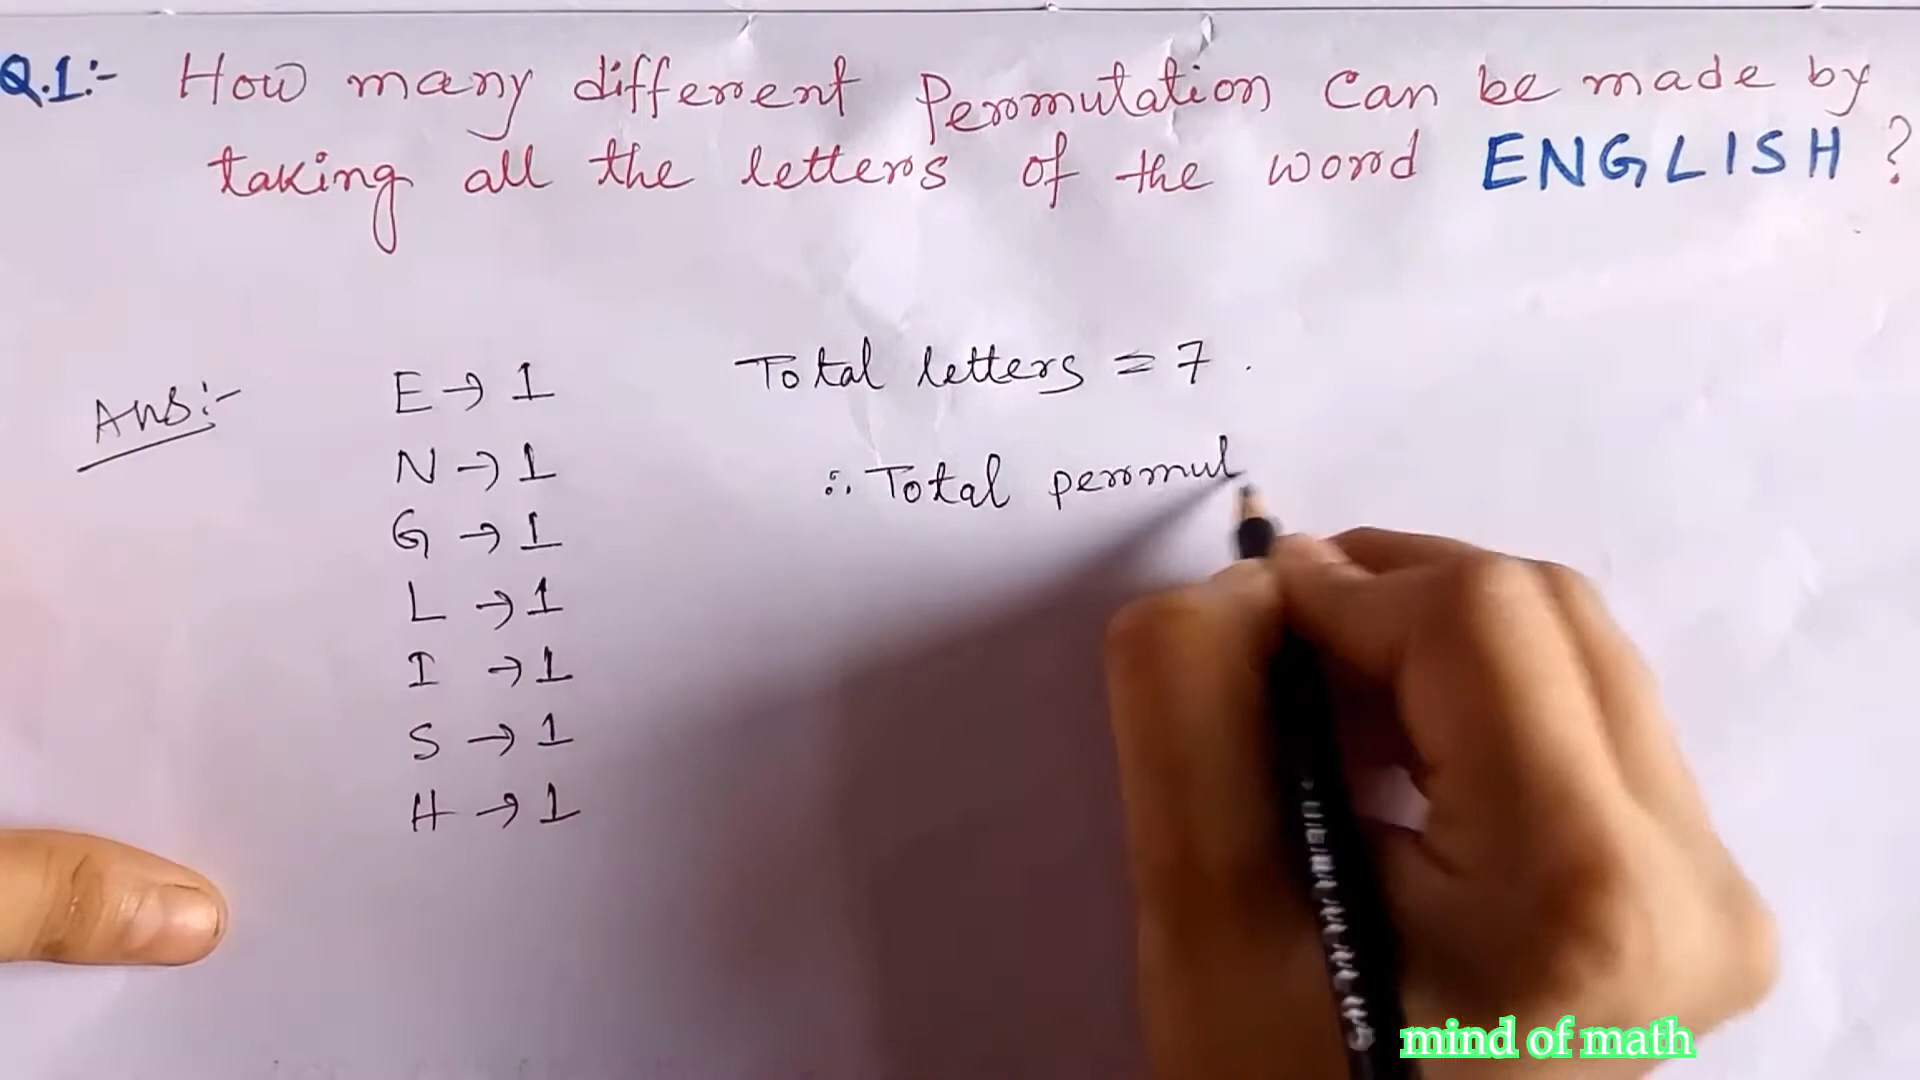 Q.1:- How many different Permutation can be made by
taking all the letters of the word ENGLISH ?
Ans:-
E → 1
N → 1
G → 1
L → 1
I → 1
S → 1
H → 1
Total letters = 7.
∴ Total permut
mind of math